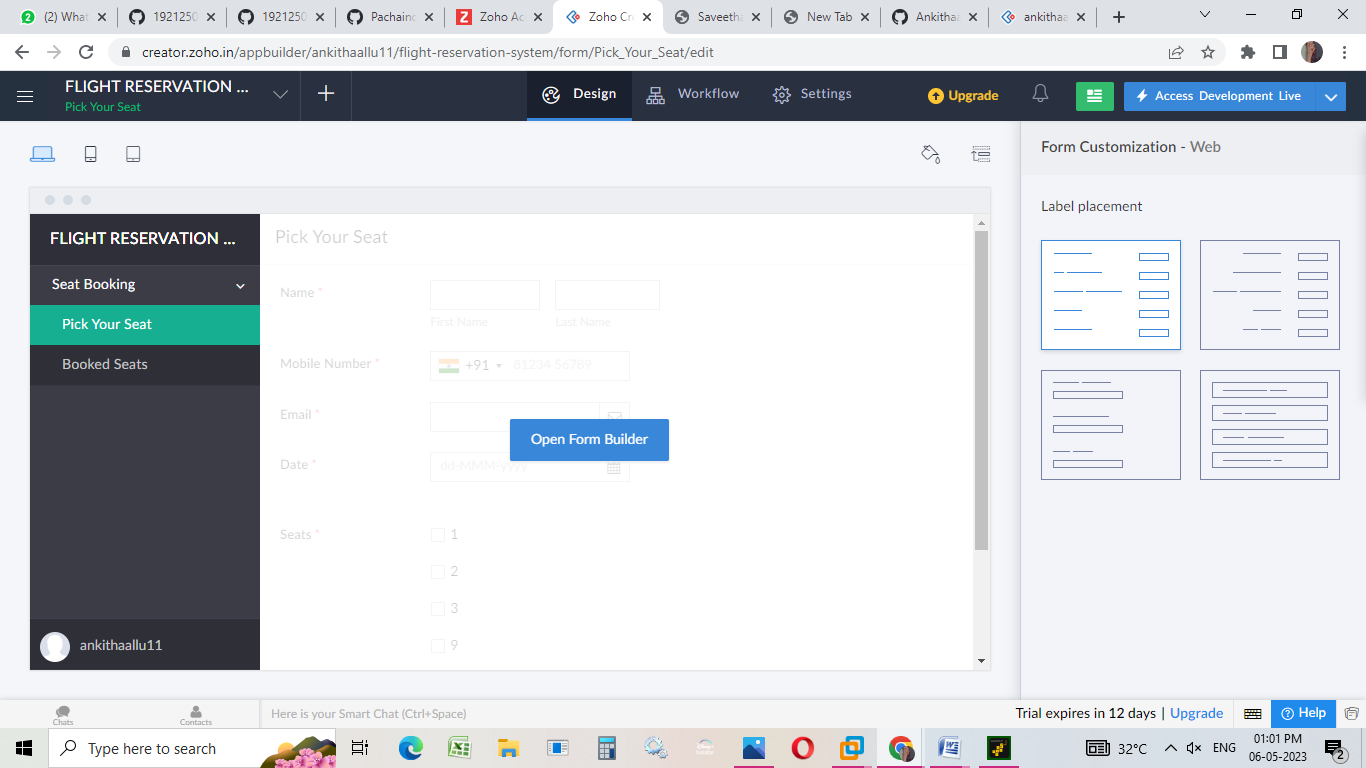 (2) What
1921250
1921250
Pachain
Zoho Ac
Zoho Cr
Saveeth
New Tab
Ankitha
ankitha
creator.zoho.in/appbuilder/ankithaallu11/flight-reservation-system/form/Pick_Your_Seat/edit
FLIGHT RESERVATION ...
Pick Your Seat
Design
Workflow
Settings
Upgrade
Access Development Live
Form Customization - Web
Label placement
FLIGHT RESERVATION ...
Seat Booking
Pick Your Seat
Booked Seats
ankithaallu11
Pick Your Seat
Name *
First Name
Last Name
Mobile Number *
+91
81234 56789
Email *
Open Form Builder
Date *
dd-MMM-yyyy
Seats *
1
2
3
9
Chats
Contacts
Here is your Smart Chat (Ctrl+Space)
Trial expires in 12 days | Upgrade
Help
Type here to search
32°C
ENG
01:01 PM
06-05-2023
2